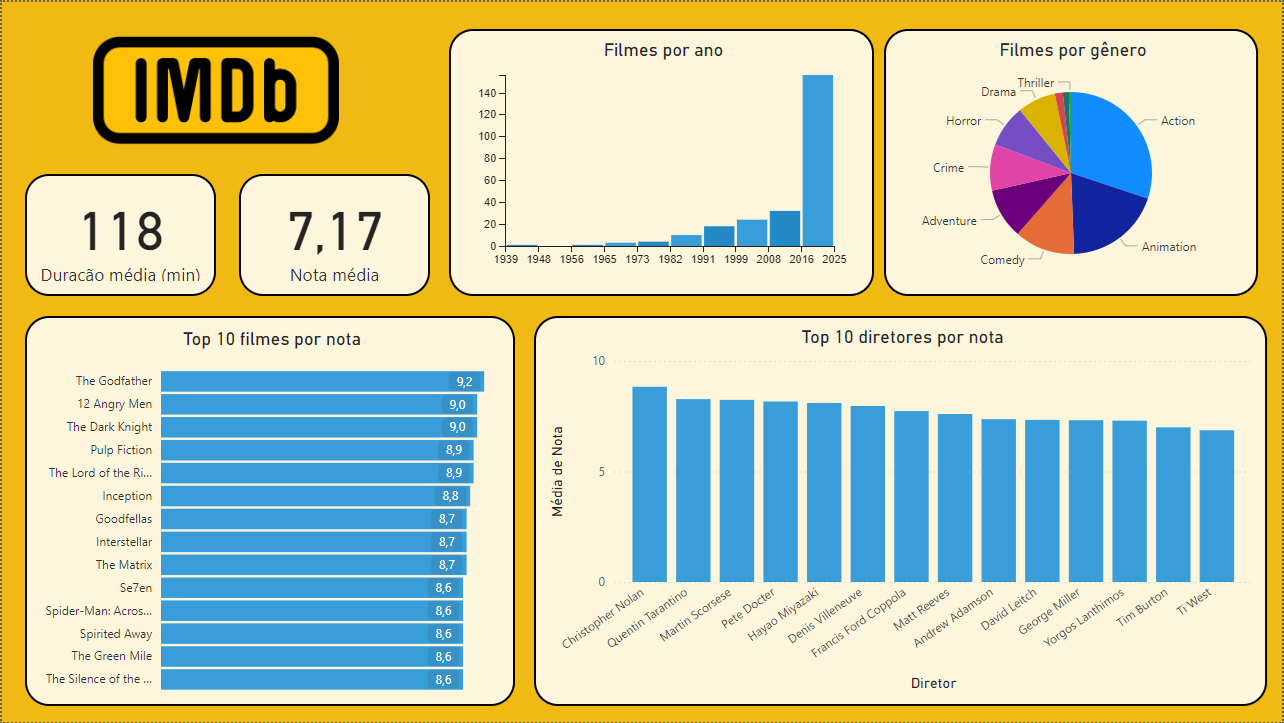 IMDb
118
Duração média (min)
7,17
Nota média
Filmes por ano
140
120
100
80
60
40
20
0
1939 1948 1956 1965 1973 1982 1991 1999 2008 2016 2025
Filmes por gênero
Thriller
Drama
Action
Horror
Crime
Adventure
Animation
Comedy
Top 10 filmes por nota
The Godfather 9,2
12 Angry Men 9,0
The Dark Knight 9,0
Pulp Fiction 8,9
The Lord of the Ri... 8,9
Inception 8,8
Goodfellas 8,7
Interstellar 8,7
The Matrix 8,7
Se7en 8,6
Spider-Man: Acros... 8,6
Spirited Away 8,6
The Green Mile 8,6
The Silence of the ... 8,6
Top 10 diretores por nota
Média de Nota
10
5
0
Christopher Nolan
Quentin Tarantino
Martin Scorsese
Pete Docter
Hayao Miyazaki
Denis Villeneuve
Francis Ford Coppola
Matt Reeves
Andrew Adamson
David Leitch
George Miller
Yorgos Lanthimos
Tim Burton
Ti West
Diretor